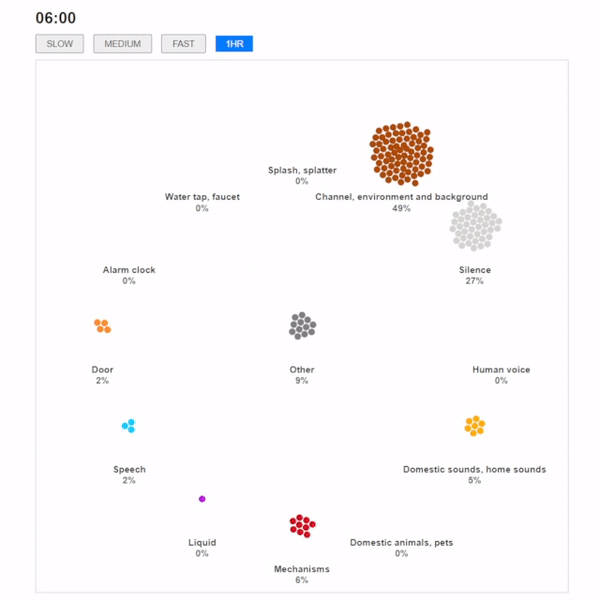 06:00
SLOW MEDIUM FAST 1HR
Splash, splatter
0%
Water tap, faucet
0%
Channel, environment and background
49%
Alarm clock
0%
Silence
27%
Door
2%
Other
9%
Human voice
0%
Speech
2%
Domestic sounds, home sounds
5%
Liquid
0%
Domestic animals, pets
0%
Mechanisms
6%